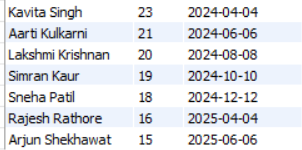 Kavita Singh 23 2024-04-04
Aarti Kulkarni 21 2024-06-06
Lakshmi Krishnan 20 2024-08-08
Simran Kaur 19 2024-10-10
Sneha Patil 18 2024-12-12
Rajesh Rathore 16 2025-04-04
Arjun Shekhawat 15 2025-06-06